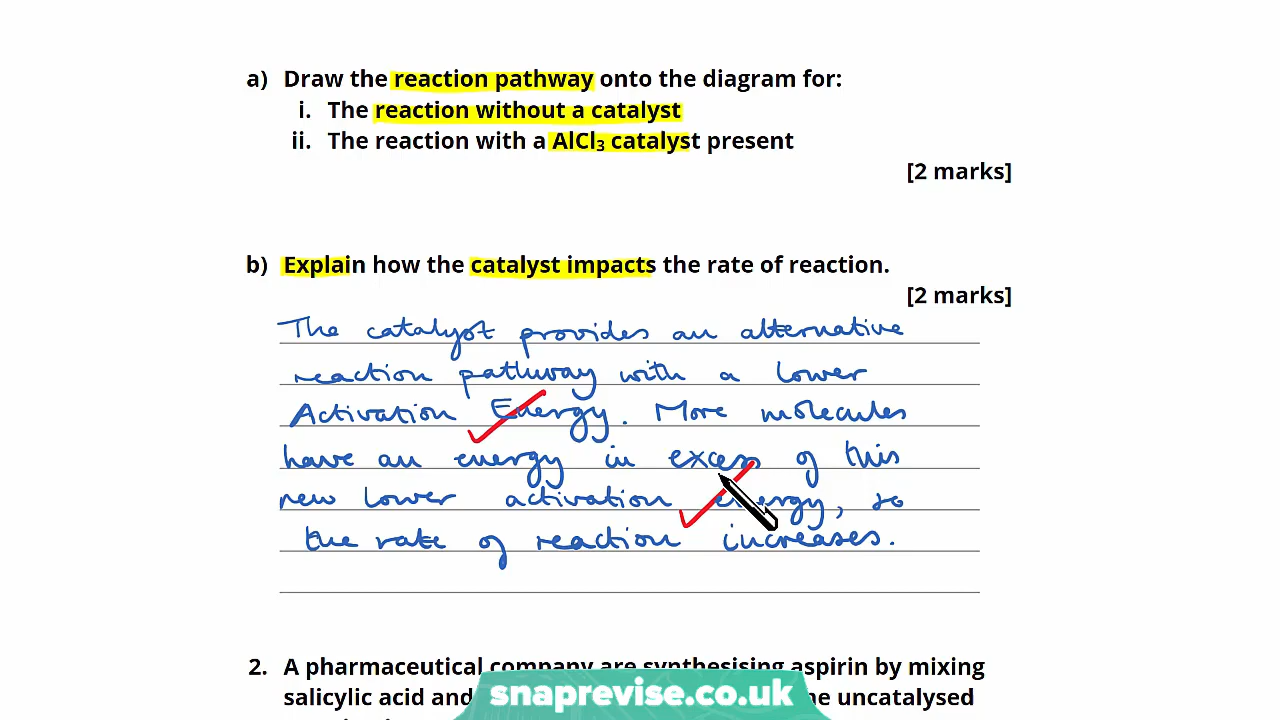 a) Draw the reaction pathway onto the diagram for:
i. The reaction without a catalyst
ii. The reaction with a AlCl₃ catalyst present
[2 marks]
b) Explain how the catalyst impacts the rate of reaction.
[2 marks]
The catalyst provides an alternative
reaction pathway with a lower
Activation Energy. More molecules
have an energy in excess of this
new lower activation energy, so
the rate of reaction increases.
2. A pharmaceutical company are synthesising aspirin by mixing
salicylic acid and uncatalysed
snaprevise.co.uk